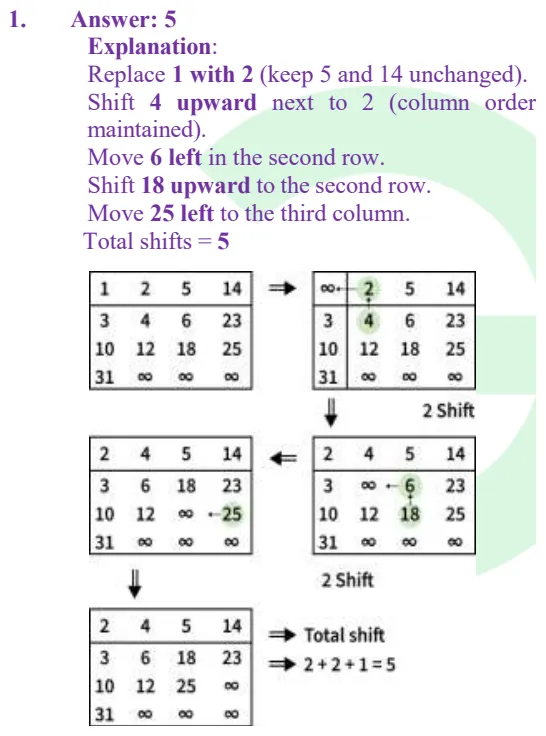 1. Answer: 5
Explanation:
Replace 1 with 2 (keep 5 and 14 unchanged).
Shift 4 upward next to 2 (column order
maintained).
Move 6 left in the second row.
Shift 18 upward to the second row.
Move 25 left to the third column.
Total shifts = 5
1 2 5 14 ⇒ ∞← 2 5 14
3 4 6 23 3 4 6 23
10 12 18 25 10 12 18 25
31 ∞ ∞ ∞ 31 ∞ ∞ ∞
⇓ 2 Shift
2 4 5 14 ⇐ 2 4 5 14
3 6 18 23 3 ∞ ←6 23
10 12 ∞ ←25 10 12 18 25
31 ∞ ∞ ∞ 31 ∞ ∞ ∞
⇓ 2 Shift
2 4 5 14 ⇒ Total shift
3 6 18 23 ⇒ 2 + 2 + 1 = 5
10 12 25 ∞
31 ∞ ∞ ∞